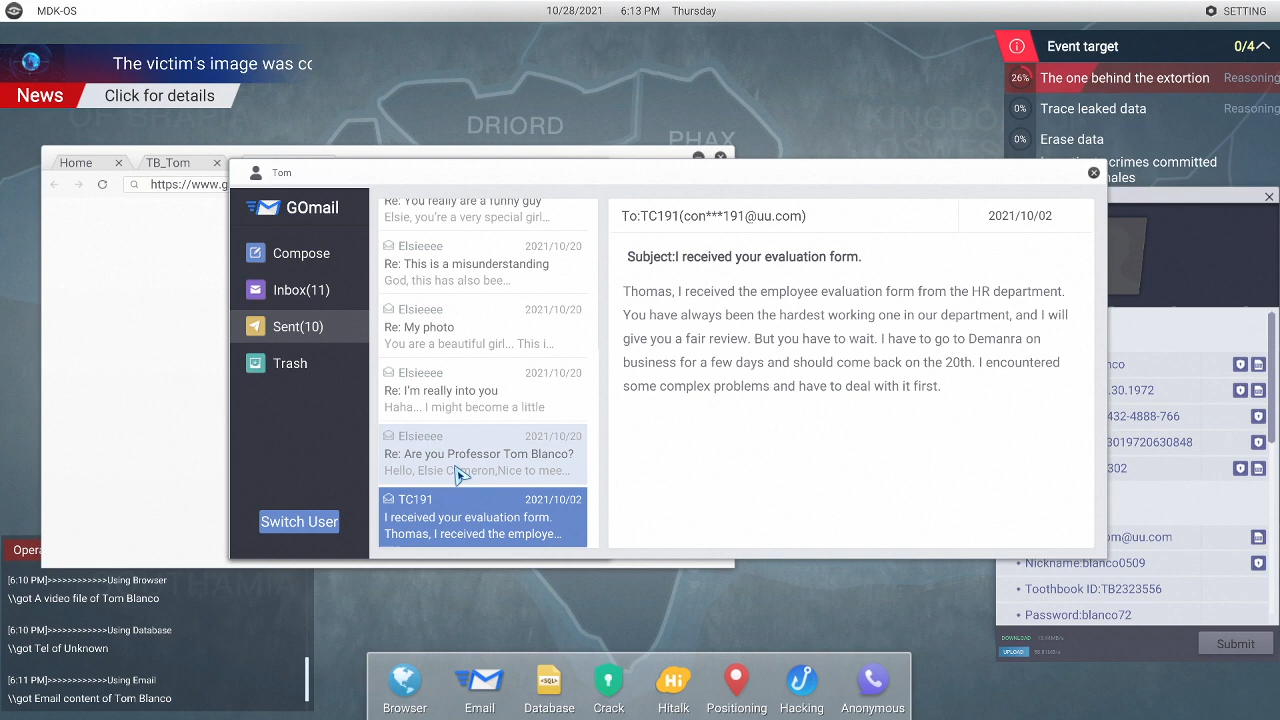 MDK-OS
10/28/2021 6:13 PM Thursday
SETTING
The victim's image was cc
News
Click for details
DRIORD
PHAX
KINGDO
Event target 0/4
26% The one behind the extortion Reasoning
0% Trace leaked data Reasoning
0% Erase data
crimes committed
nales
Home
TB_Tom
https://www.g
Tom
GOmail
Compose
Inbox(11)
Sent(10)
Trash
Switch User
Re: You really are a funny guy
Elsie, you're a very special girl...
Elsieeee 2021/10/20
Re: This is a misunderstanding
God, this has also bee...
Elsieeee 2021/10/20
Re: My photo
You are a beautiful girl... This i...
Elsieeee 2021/10/20
Re: I'm really into you
Haha... I might become a little
Elsieeee 2021/10/20
Re: Are you Professor Tom Blanco?
Hello, Elsie C meron,Nice to mee...
TC191 2021/10/02
I received your evaluation form.
Thomas, I received the employe...
To:TC191(con***191@uu.com)
2021/10/02
Subject:I received your evaluation form.
Thomas, I received the employee evaluation form from the HR department.
You have always been the hardest working one in our department, and I will
give you a fair review. But you have to wait. I have to go to Demanra on
business for a few days and should come back on the 20th. I encountered
some complex problems and have to deal with it first.
nco
.30.1972
432-4888-766
3019720630848
302
om@uu.com
• Nickname:blanco0509
• Toothbook ID:TB2323556
• Password:blanco72
DOWNLOAD
UPLOAD
Submit
Opera
[6:10 PM]>>>>>>>>>>>>Using Browser
\\got A video file of Tom Blanco
[6:10 PM]>>>>>>>>>>>>Using Database
\\got Tel of Unknown
[6:11 PM]>>>>>>>>>>>>Using Email
\\got Email content of Tom Blanco
Browser
Email
<SQL>
Database
Crack
Hi
Hitalk
Positioning
Hacking
Anonymous